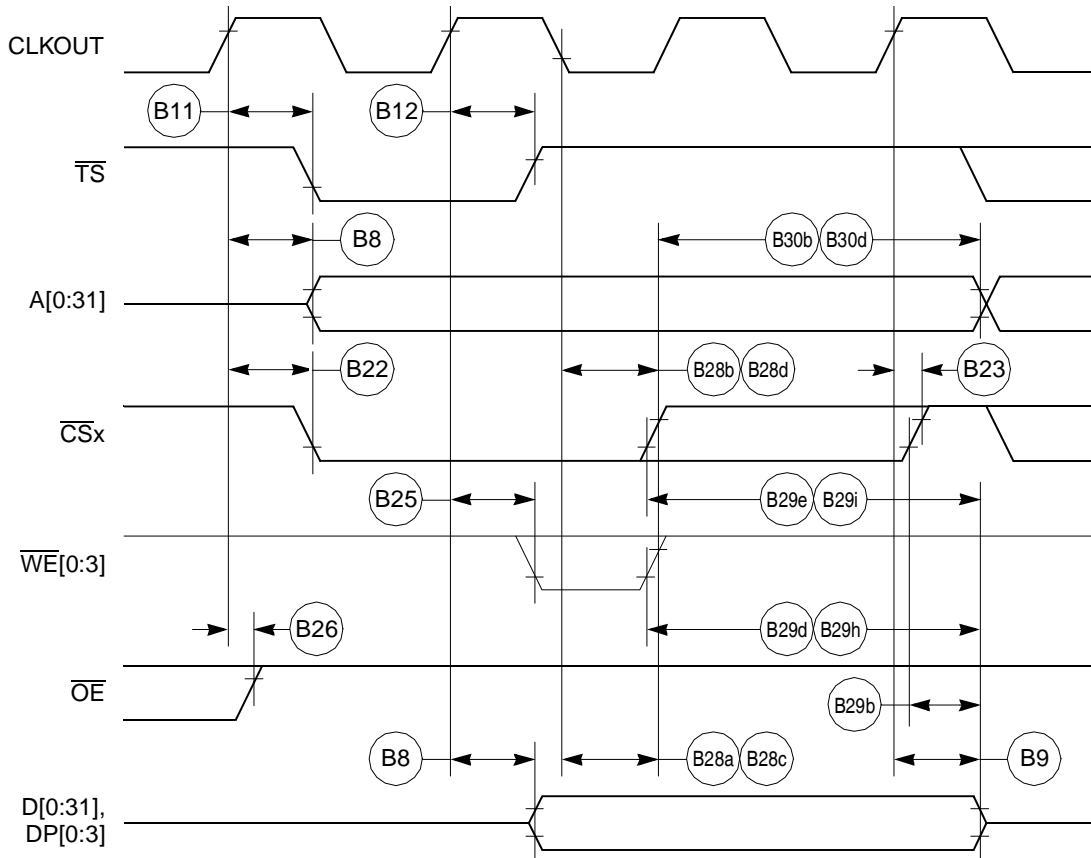 CLKOUT
B11
B12
TS
B8
B30b
B30d
A[0:31]
B22
B28b
B28d
B23
CSx
B25
B29e
B29i
WE[0:3]
B26
B29d
B29h
OE
B29b
B8
B28a
B28c
B9
D[0:31],
DP[0:3]